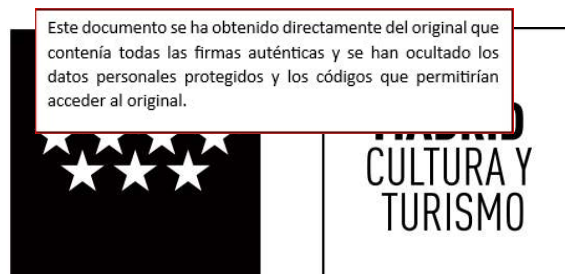 Este documento se ha obtenido directamente del original que
contenía todas las firmas auténticas y se han ocultado los
datos personales protegidos y los códigos que permitirían
acceder al original.
MADRID
CULTURA Y
TURISMO